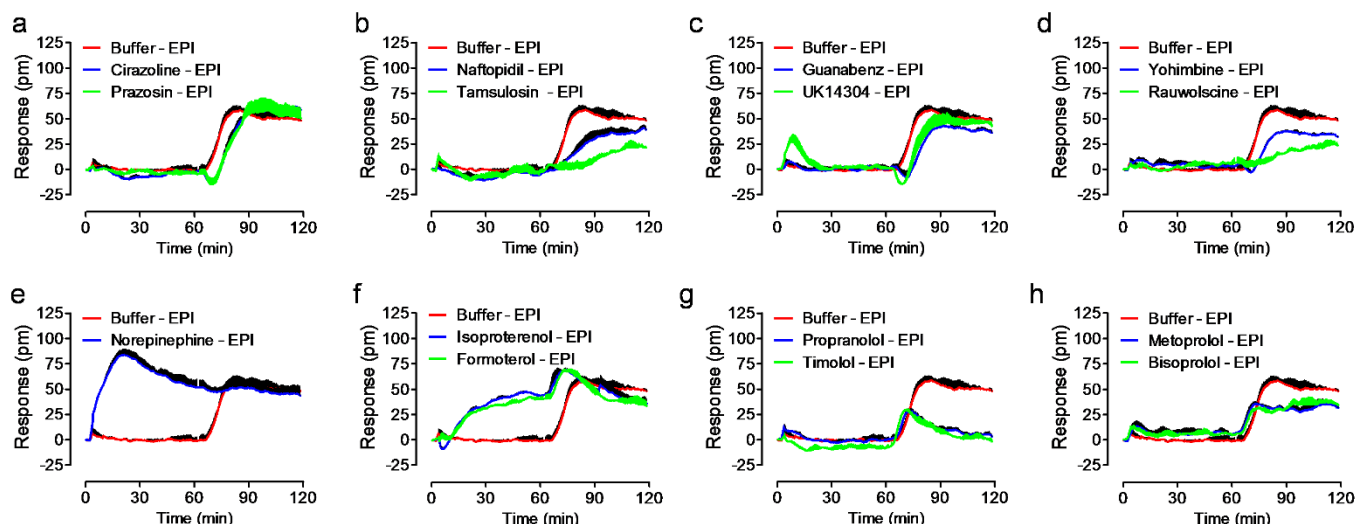 a
Response (pm)
125
100
75
50
25
0
-25
Buffer - EPI
Cirazoline - EPI
Prazosin - EPI
0 30 60 90 120
Time (min)
b
Response (pm)
125
100
75
50
25
0
-25
Buffer - EPI
Naftopidil - EPI
Tamsulosin - EPI
0 30 60 90 120
Time (min)
c
Response (pm)
125
100
75
50
25
0
-25
Buffer - EPI
Guanabenz - EPI
UK14304 - EPI
0 30 60 90 120
Time (min)
d
Response (pm)
125
100
75
50
25
0
-25
Buffer - EPI
Yohimbine - EPI
Rauwolscine - EPI
0 30 60 90 120
Time (min)
e
Response (pm)
125
100
75
50
25
0
-25
Buffer - EPI
Norepinephine - EPI
0 30 60 90 120
Time (min)
f
Response (pm)
125
100
75
50
25
0
-25
Buffer - EPI
Isoproterenol - EPI
Formoterol - EPI
0 30 60 90 120
Time (min)
g
Response (pm)
125
100
75
50
25
0
-25
Buffer - EPI
Propranolol - EPI
Timolol - EPI
0 30 60 90 120
Time (min)
h
Response (pm)
125
100
75
50
25
0
-25
Buffer - EPI
Metoprolol - EPI
Bisoprolol - EPI
0 30 60 90 120
Time (min)